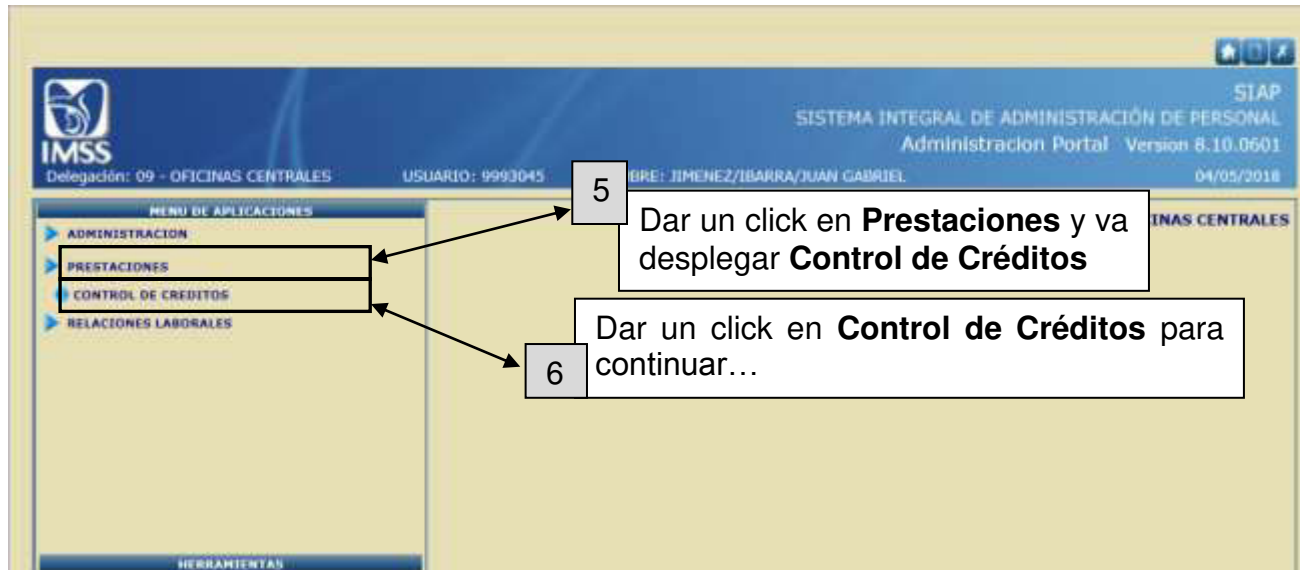 SIAP
SISTEMA INTEGRAL DE ADMINISTRACIÓN DE PERSONAL
Administracion Portal Version 8.10.0601
IMSS
Delegación: 09 - OFICINAS CENTRALES USUARIO: 9993045 BRE: JIMENEZ/IBARRA/JUAN GABRIEL 04/05/2018
MENU DE APLICACIONES
INAS CENTRALES
ADMINISTRACION
PRESTACIONES
CONTROL DE CREDITOS
RELACIONES LABORALES
5
Dar un click en Prestaciones y va
desplegar Control de Créditos
6
Dar un click en Control de Créditos para
continuar…
HERRAMIENTAS